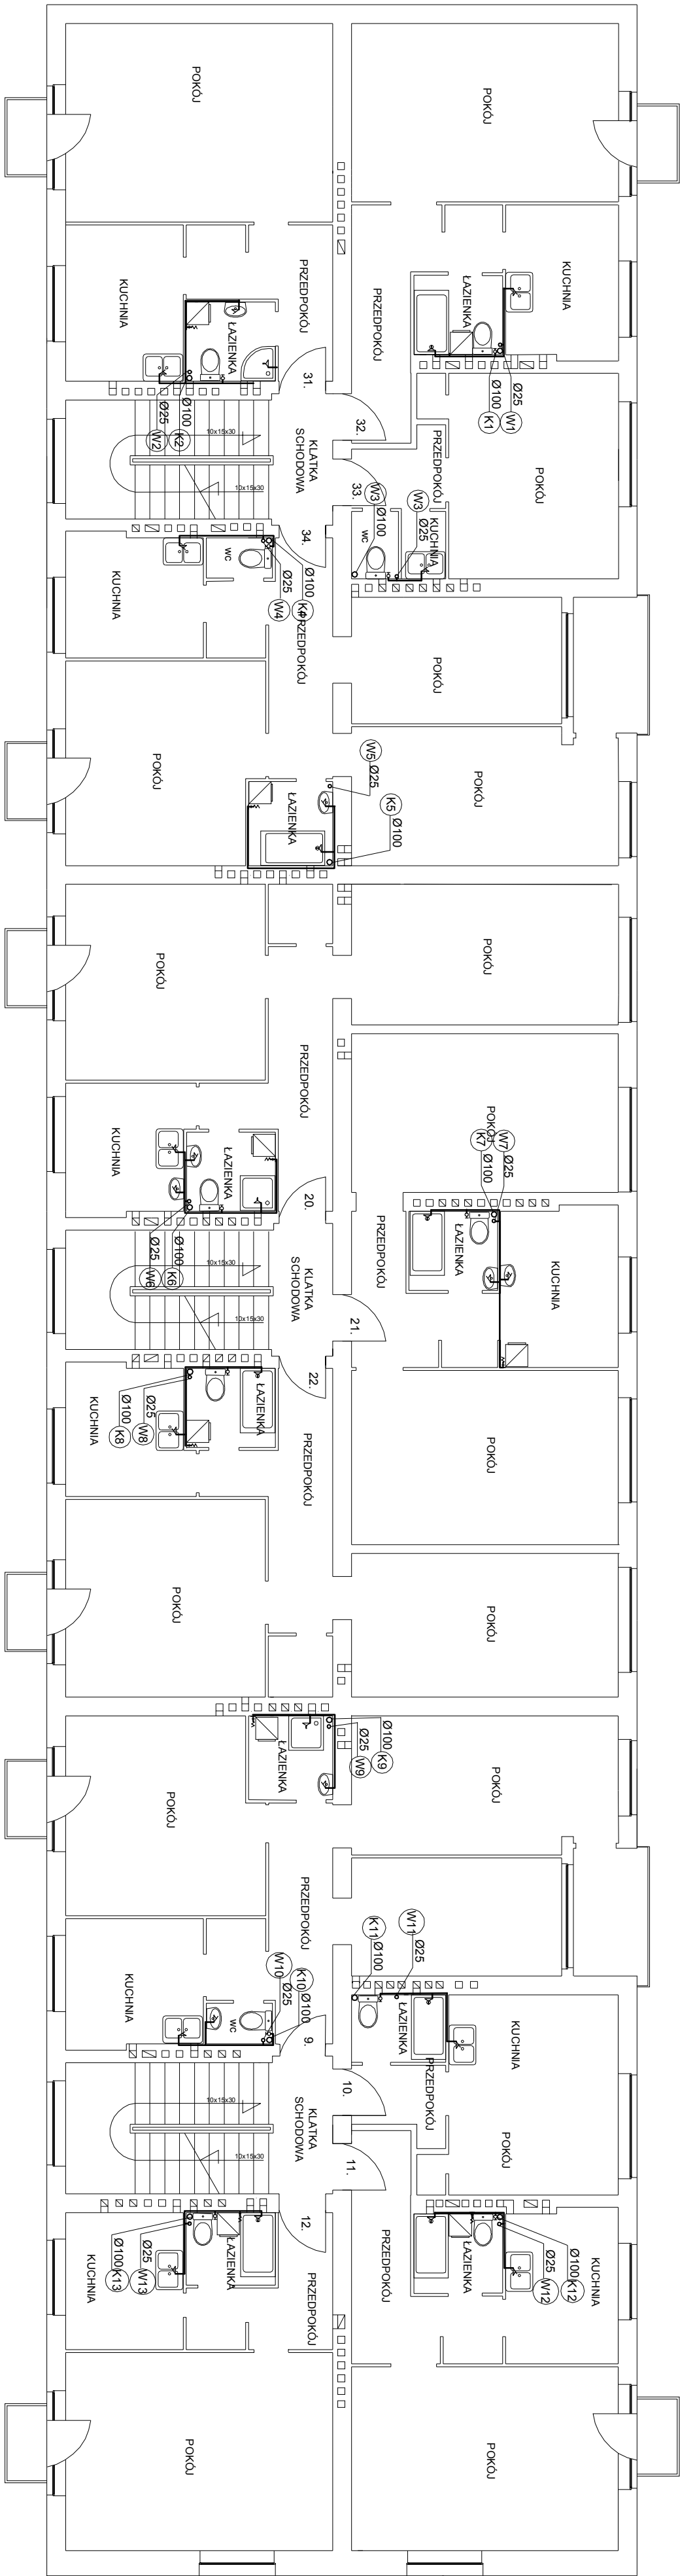 POKÓJ
POKÓJ
PRZEDPOKÓJ
ŁAZIENKA
KUCHNIA
PRZEDPOKÓJ
ŁAZIENKA
KUCHNIA
31.
32.
Ø100 K1
Ø25 W1
Ø100 K2
Ø25 W2
10x15x30
10x15x30
KLATKA
SCHODOWA
PRZEDPOKÓJ
POKÓJ
33.
34.
W3 Ø100
W3 Ø25
KUCHNIA
WC
WC
KUCHNIA
Ø100 K4
Ø25 W4
PRZEDPOKÓJ
POKÓJ
POKÓJ
POKÓJ
W5 Ø25
K5 Ø100
ŁAZIENKA
POKÓJ
POKÓJ
PRZEDPOKÓJ
POKÓJ
W7 Ø25
K7 Ø100
KUCHNIA
ŁAZIENKA
20.
Ø100 K6
Ø25 W6
PRZEDPOKÓJ
ŁAZIENKA
KUCHNIA
10x15x30
10x15x30
KLATKA
SCHODOWA
21.
22.
KUCHNIA
Ø100 K8
Ø25 W8
ŁAZIENKA
PRZEDPOKÓJ
POKÓJ
POKÓJ
POKÓJ
Ø100 K9
Ø25 W9
ŁAZIENKA
POKÓJ
POKÓJ
PRZEDPOKÓJ
KUCHNIA
WC
W10 Ø25
K10 Ø100
9.
K11 Ø100
W11 Ø25
ŁAZIENKA
KUCHNIA
PRZEDPOKÓJ
POKÓJ
10.
10x15x30
10x15x30
KLATKA
SCHODOWA
11.
12.
KUCHNIA
Ø100 K13
Ø25 W13
ŁAZIENKA
PRZEDPOKÓJ
PRZEDPOKÓJ
ŁAZIENKA
Ø25 W12
Ø100 K12
KUCHNIA
POKÓJ
POKÓJ